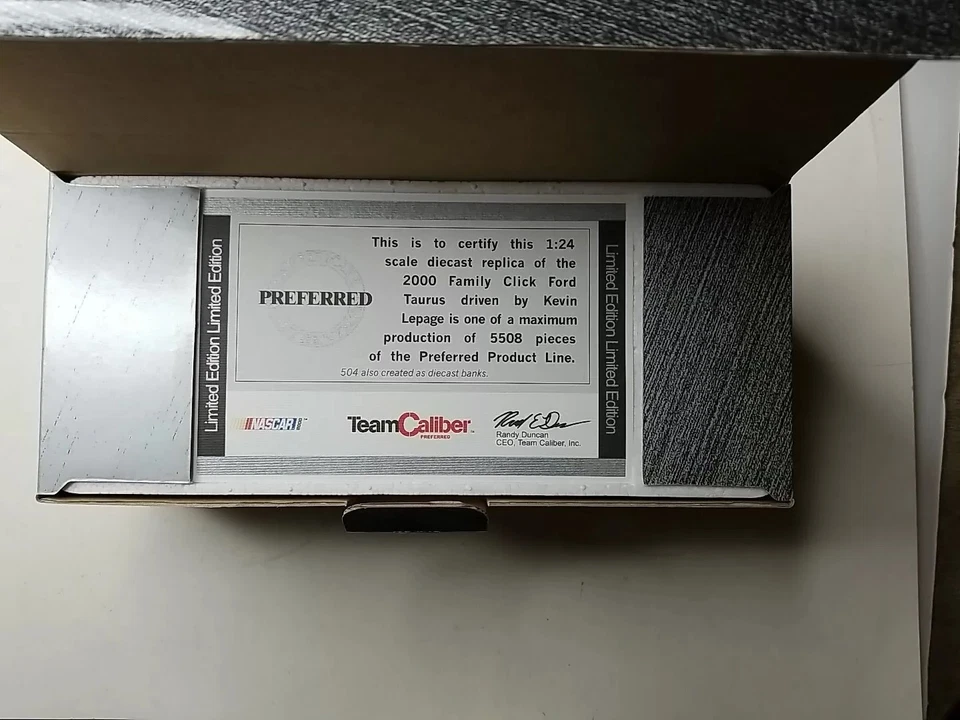 Limited Edition Limited Edition
PREFERRED
This is to certify this 1:24
scale diecast replica of the
2000 Family Click Ford
Taurus driven by Kevin
Lepage is one of a maximum
production of 5508 pieces
of the Preferred Product Line.
504 also created as diecast banks.
Limited Edition Limited Edition
NASCAR
TeamCaliber
PREFERRED
Randy Duncan
CEO, Team Caliber, Inc.